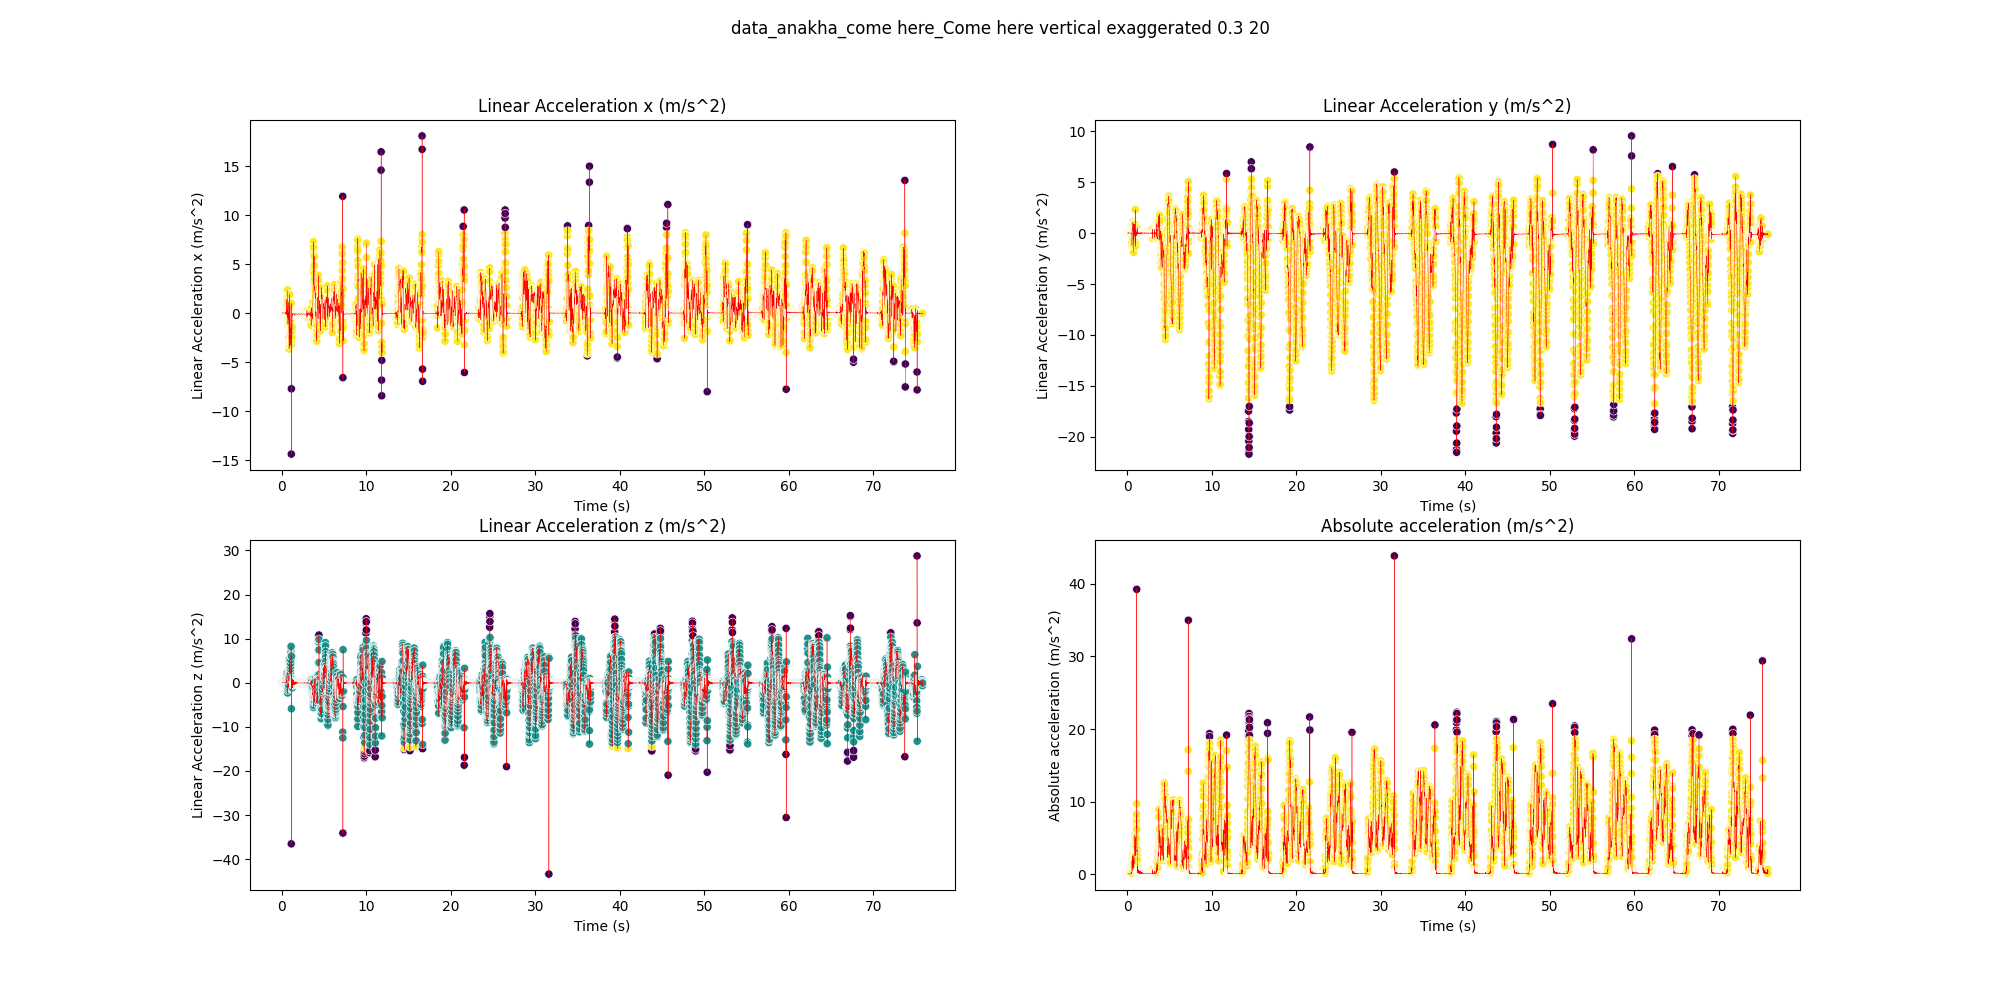 data_anakha_come here_Come here vertical exaggerated 0.3 20
Linear Acceleration x (m/s^2)
Linear Acceleration x (m/s^2)
15
10
5
0
−5
−10
−15
0 10 20 30 40 50 60 70
Time (s)
Linear Acceleration y (m/s^2)
Linear Acceleration y (m/s^2)
10
5
0
−5
−10
−15
−20
0 10 20 30 40 50 60 70
Time (s)
Linear Acceleration z (m/s^2)
Linear Acceleration z (m/s^2)
30
20
10
0
−10
−20
−30
−40
0 10 20 30 40 50 60 70
Time (s)
Absolute acceleration (m/s^2)
Absolute acceleration (m/s^2)
40
30
20
10
0
0 10 20 30 40 50 60 70
Time (s)